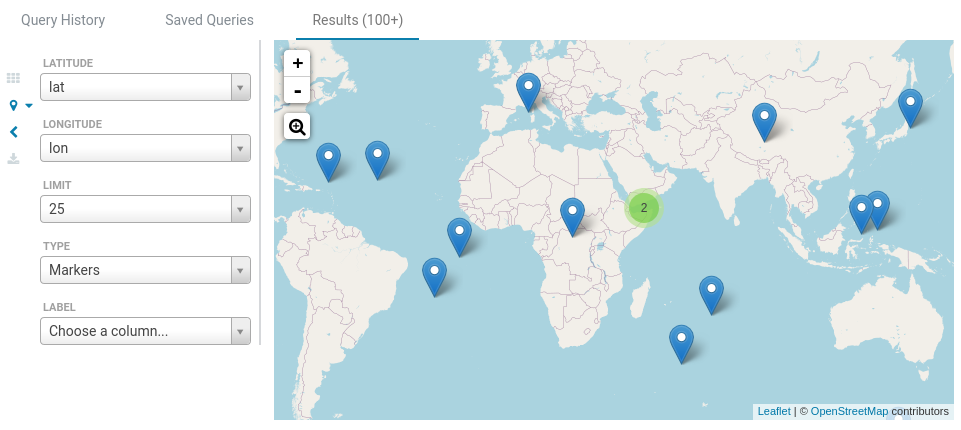 Query History Saved Queries Results (100+)
LATITUDE
lat
LONGITUDE
lon
LIMIT
25
TYPE
Markers
LABEL
Choose a column...
+
-
2
Leaflet | © OpenStreetMap contributors